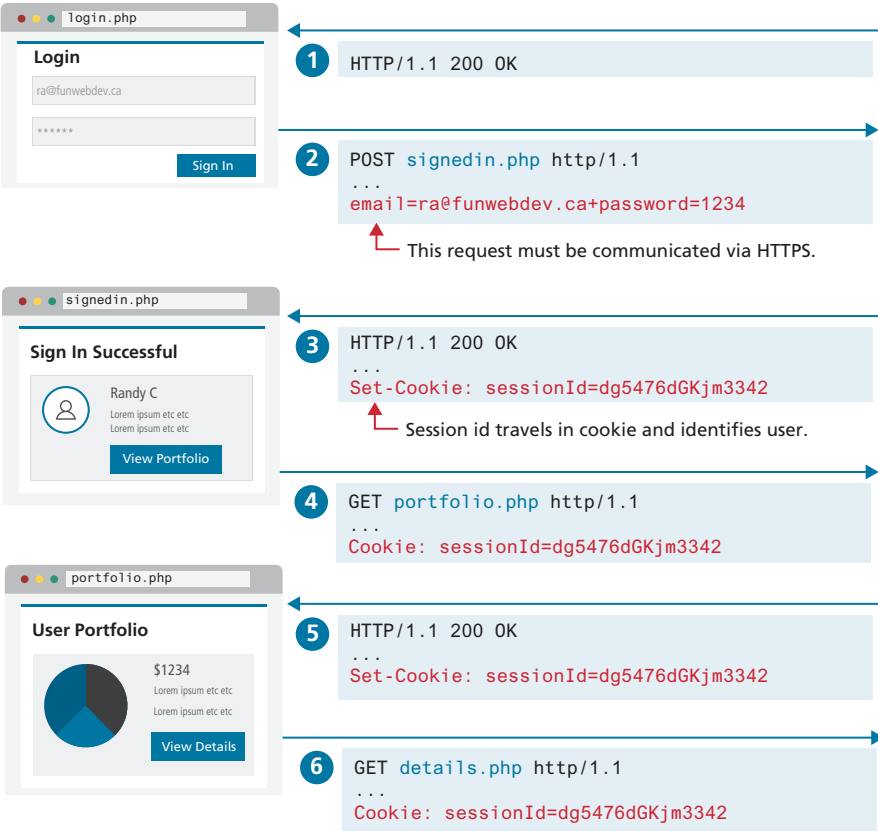 login.php
Login
ra@funwebdev.ca
******
Sign In
1
HTTP/1.1 200 OK
2
POST signedin.php http/1.1
...
email=ra@funwebdev.ca+password=1234
This request must be communicated via HTTPS.
signedin.php
Sign In Successful
Randy C
Lorem ipsum etc etc
Lorem ipsum etc etc
View Portfolio
3
HTTP/1.1 200 OK
...
Set-Cookie: sessionId=dg5476dGKjm3342
Session id travels in cookie and identifies user.
4
GET portfolio.php http/1.1
...
Cookie: sessionId=dg5476dGKjm3342
portfolio.php
User Portfolio
$1234
Lorem ipsum etc etc
Lorem ipsum etc etc
View Details
5
HTTP/1.1 200 OK
...
Set-Cookie: sessionId=dg5476dGKjm3342
6
GET details.php http/1.1
...
Cookie: sessionId=dg5476dGKjm3342